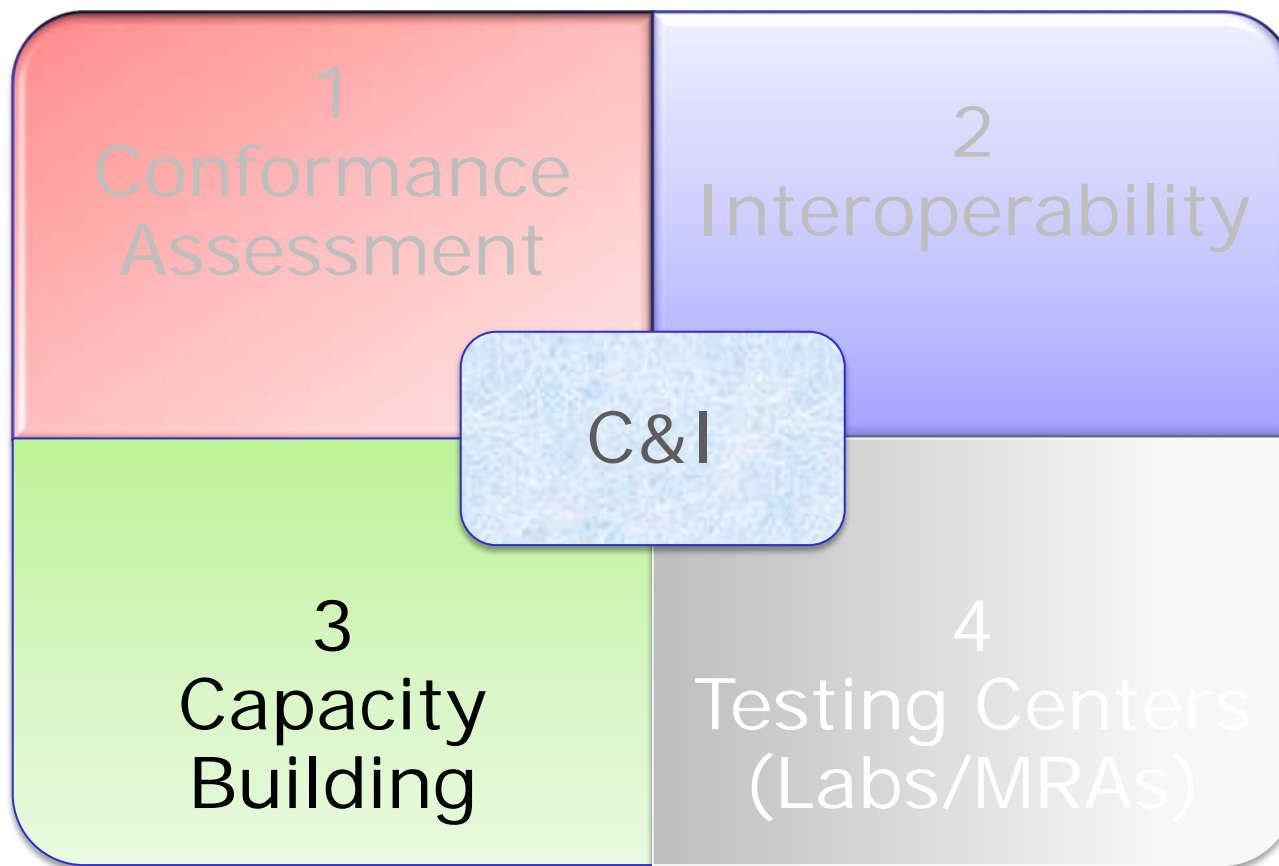 1
Conformance
Assessment
2
Interoperability
C&I
3
Capacity
Building
4
Testing Centers
(Labs/MRAs)